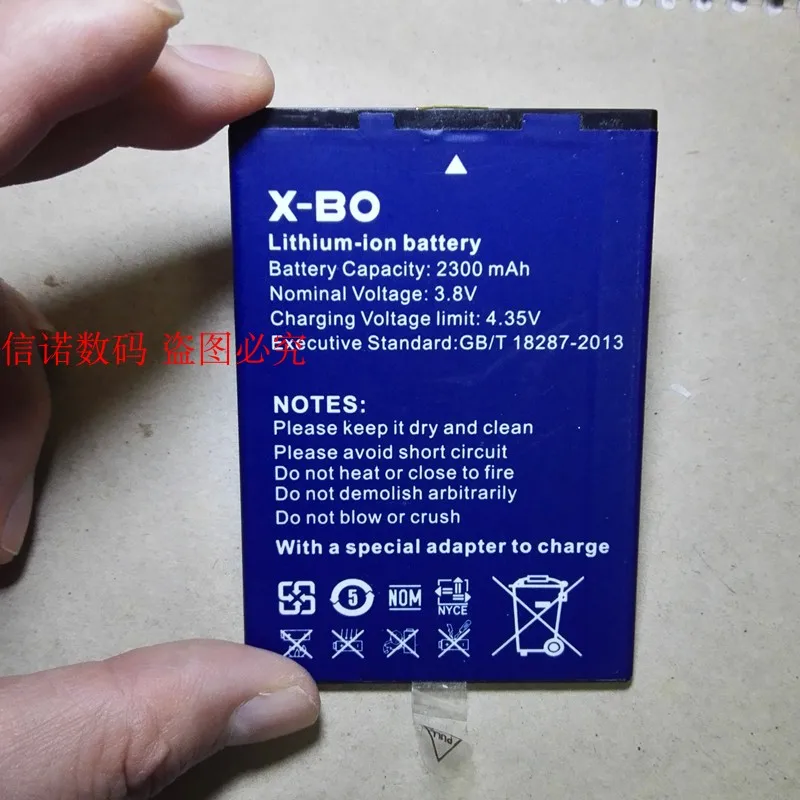 X-BO
Lithium-ion battery
Battery Capacity: 2300 mAh
Nominal Voltage: 3.8V
Charging Voltage limit: 4.35V
信诺数码 盗图必究
Executive Standard:GB/T 18287-2013
NOTES:
Please keep it dry and clean
Please avoid short circuit
Do not heat or close to fire
Do not demolish arbitrarily
Do not blow or crush
With a special adapter to charge
5
NOM
NYCE
PULL